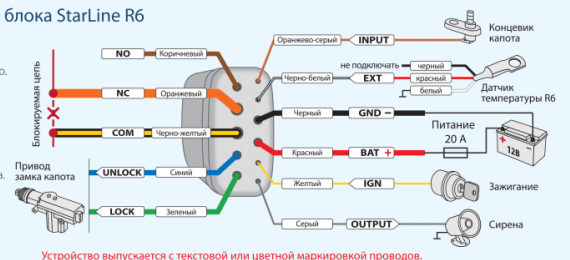 блока StarLine R6
NO Коричневый
Оранжево-серый INPUT
Концевик
капота
не подключать черный
Черно-белый EXT красный
белый
Датчик
температуры R6
Блокируемая цепь
NC Оранжевый
Черный GND –
COM Черно-желтый
Питание
20 А
Красный BAT +
+ –
12В
Привод
замка капота
UNLOCK Синий
Желтый IGN
Зажигание
LOCK Зеленый
Серый OUTPUT
Сирена
Устройство выпускается с текстовой или цветной маркировкой проводов.